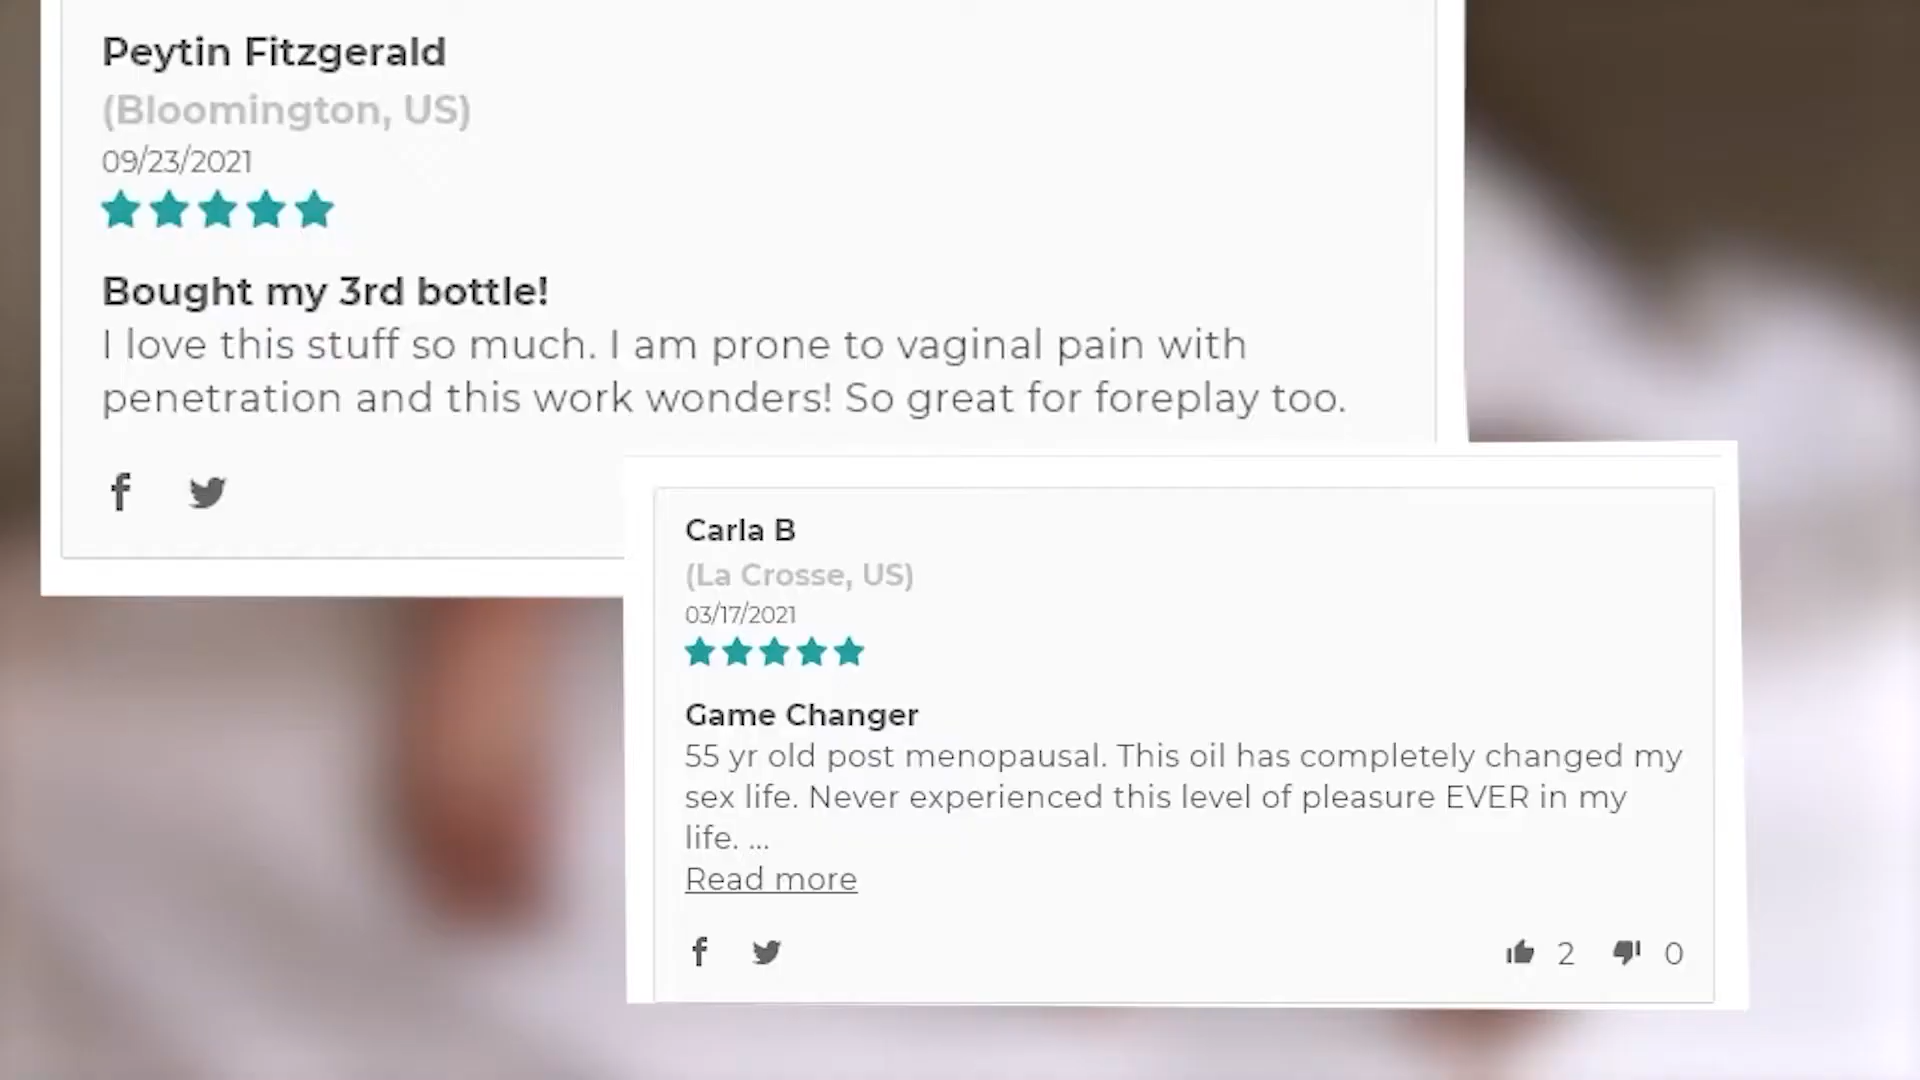 Peytin Fitzgerald
(Bloomington, US)
09/23/2021
Bought my 3rd bottle!
I love this stuff so much. I am prone to vaginal pain with
penetration and this work wonders! So great for foreplay too.
Carla B
(La Crosse, US)
03/17/2021
Game Changer
55 yr old post menopausal. This oil has completely changed my
sex life. Never experienced this level of pleasure EVER in my
life. ...
Read more
2 0